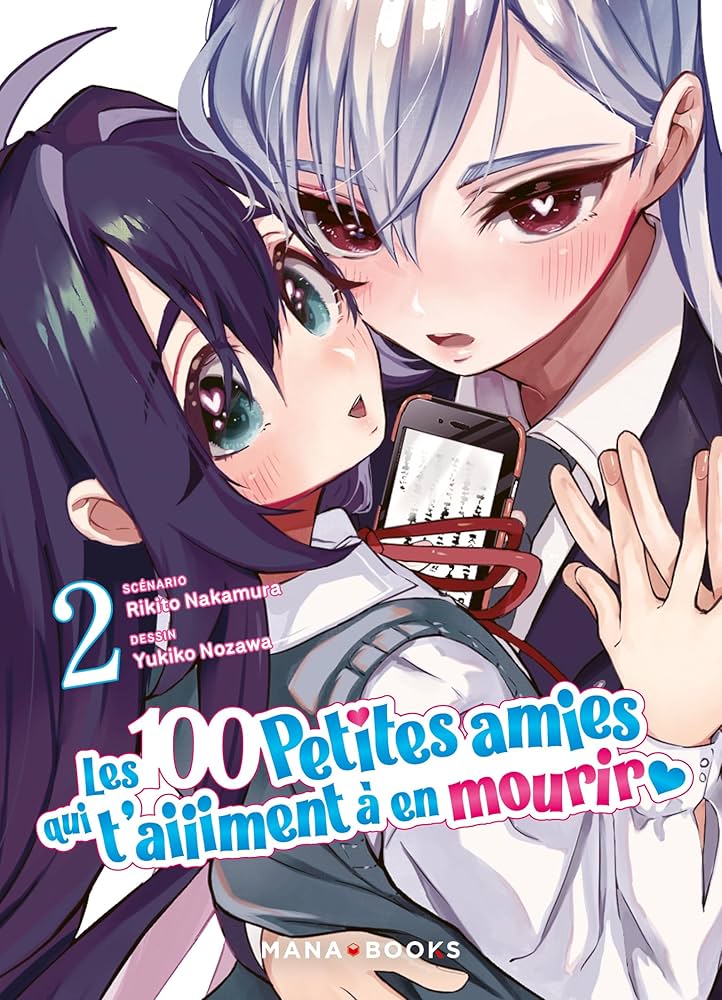 2
SCÉNARIO
Rikito Nakamura
DESSIN
Yukiko Nozawa
Les 100 Petites amies
qui t'aiiiment à en mourir
MANA BOOKS